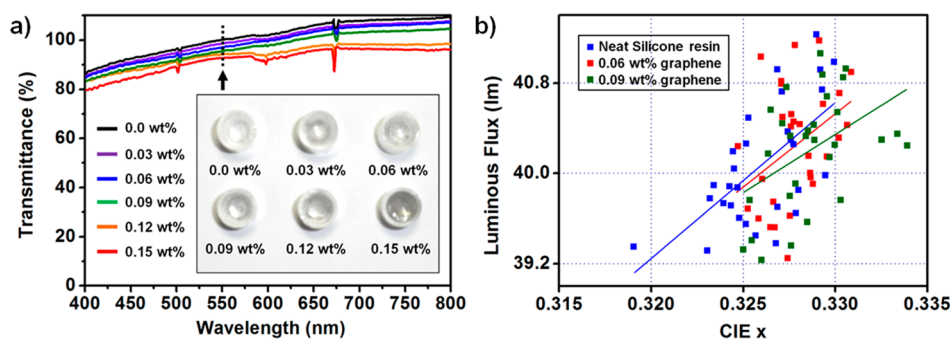 a)
Transmittance (%)
100
80
60
40
20
0
0.0 wt%
0.03 wt%
0.06 wt%
0.09 wt%
0.12 wt%
0.15 wt%
0.0 wt%
0.03 wt%
0.06 wt%
0.09 wt%
0.12 wt%
0.15 wt%
400 450 500 550 600 650 700 750 800
Wavelength (nm)
b)
Luminous Flux (lm)
40.8
40.0
39.2
Neat Silicone resin
0.06 wt% graphene
0.09 wt% graphene
0.315 0.320 0.325 0.330 0.335
CIE x